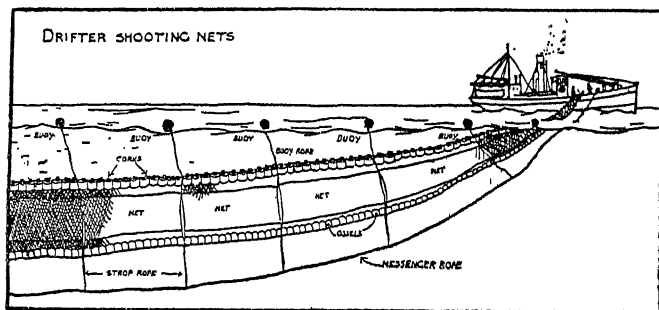 DRIFTER SHOOTING NETS
BUOY BUOY BUOY BUOY BUOY
BUOY ROPE
CORKS
NET NET NET NET NET
OSSELS
STROP ROPE
MESSENGER ROPE